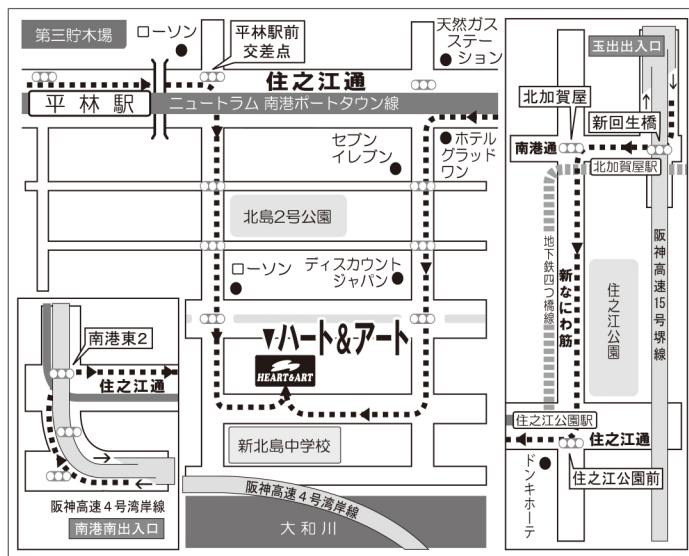 第三貯木場
ローソン
平林駅前
交差点
天然ガス
ステー
ション
住之江通
平林駅
ニュートラム 南港ポートタウン線
セブン
イレブン
ホテル
グラッド
ワン
北島2号公園
ローソン
ディスカウント
ジャパン
▼ハート&アート
HEART&ART
新北島中学校
阪神高速4号湾岸線
大和川
南港東2
住之江通
阪神高速4号湾岸線
南港南出入口
玉出出入口
北加賀屋
新回生橋
南港通
北加賀屋駅
地下鉄四つ橋線
新なにわ筋
住之江公園
阪神高速15号堺線
住之江公園駅
住之江通
住之江公園前
ドンキホーテ